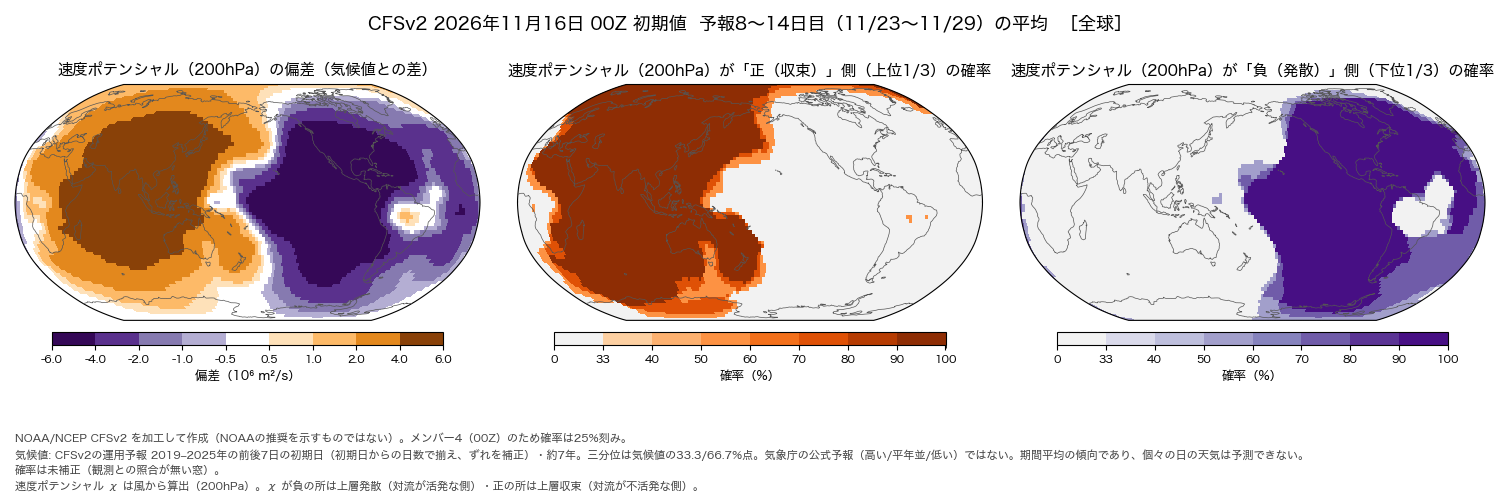 CFSv2 2026年11月16日 00Z 初期値 予報8〜14日目（11/23〜11/29）の平均 ［全球］
速度ポテンシャル（200hPa）の偏差（気候値との差）
速度ポテンシャル（200hPa）が「正（収束）」側（上位1/3）の確率
速度ポテンシャル（200hPa）が「負（発散）」側（下位1/3）の確率
-6.0 -4.0 -2.0 -1.0 -0.5 0.5 1.0 2.0 4.0 6.0
偏差（10⁶ m²/s）
0 33 40 50 60 70 80 90 100
確率（%）
0 33 40 50 60 70 80 90 100
確率（%）
NOAA/NCEP CFSv2 を加工して作成（NOAAの推奨を示すものではない）。メンバー4（00Z）のため確率は25%刻み。
気候値: CFSv2の運用予報 2019–2025年の前後7日の初期日（初期日からの日数で揃え、ずれを補正）・約7年。三分位は気候値の33.3/66.7%点。気象庁の公式予報（高い/平年並/低い）ではない。期間平均の傾向であり、個々の日の天気は予測できない。
確率は未補正（観測との照合が無い窓）。
速度ポテンシャル χ は風から算出（200hPa）。χ が負の所は上層発散（対流が活発な側）・正の所は上層収束（対流が不活発な側）。